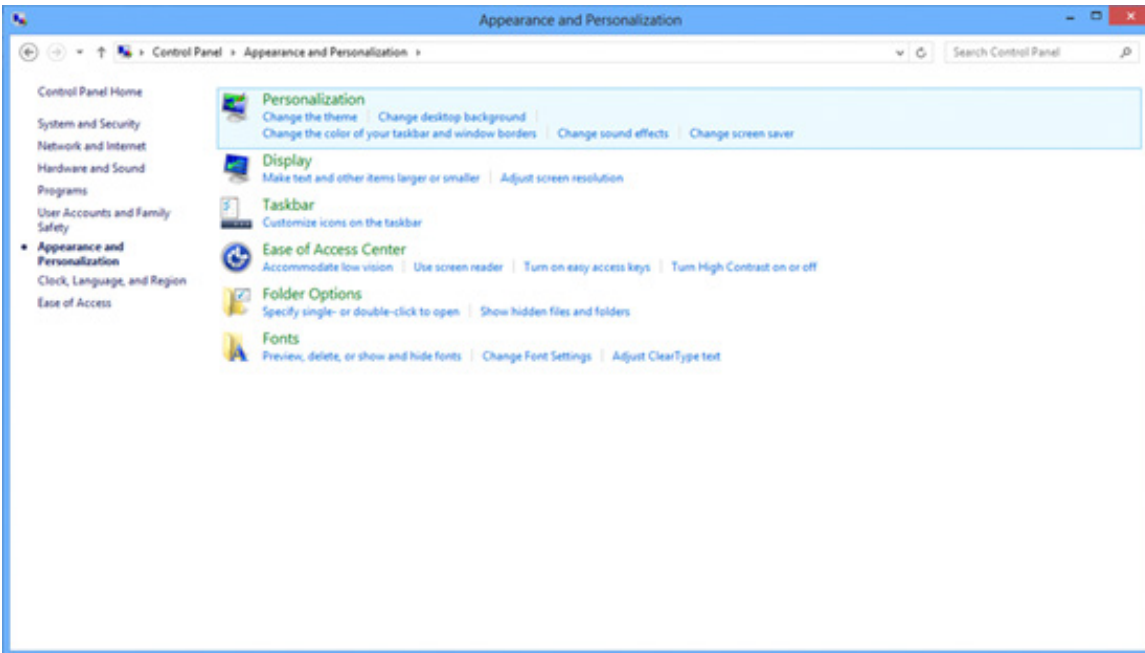 Appearance and Personalization
Control Panel Appearance and Personalization
Search Control Panel
Control Panel Home
System and Security
Network and Internet
Hardware and Sound
Programs
User Accounts and Family
Safety
Appearance and
Personalization
Clock, Language, and Region
Ease of Access
Personalization
Change the theme Change desktop background
Change the color of your taskbar and window borders Change sound effects Change screen saver
Display
Make text and other items larger or smaller Adjust screen resolution
Taskbar
Customize icons on the taskbar
Ease of Access Center
Accommodate low vision Use screen reader Turn on easy access keys Turn High Contrast on or off
Folder Options
Specify single- or double-click to open Show hidden files and folders
Fonts
Preview, delete, or show and hide fonts Change Font Settings Adjust ClearType text